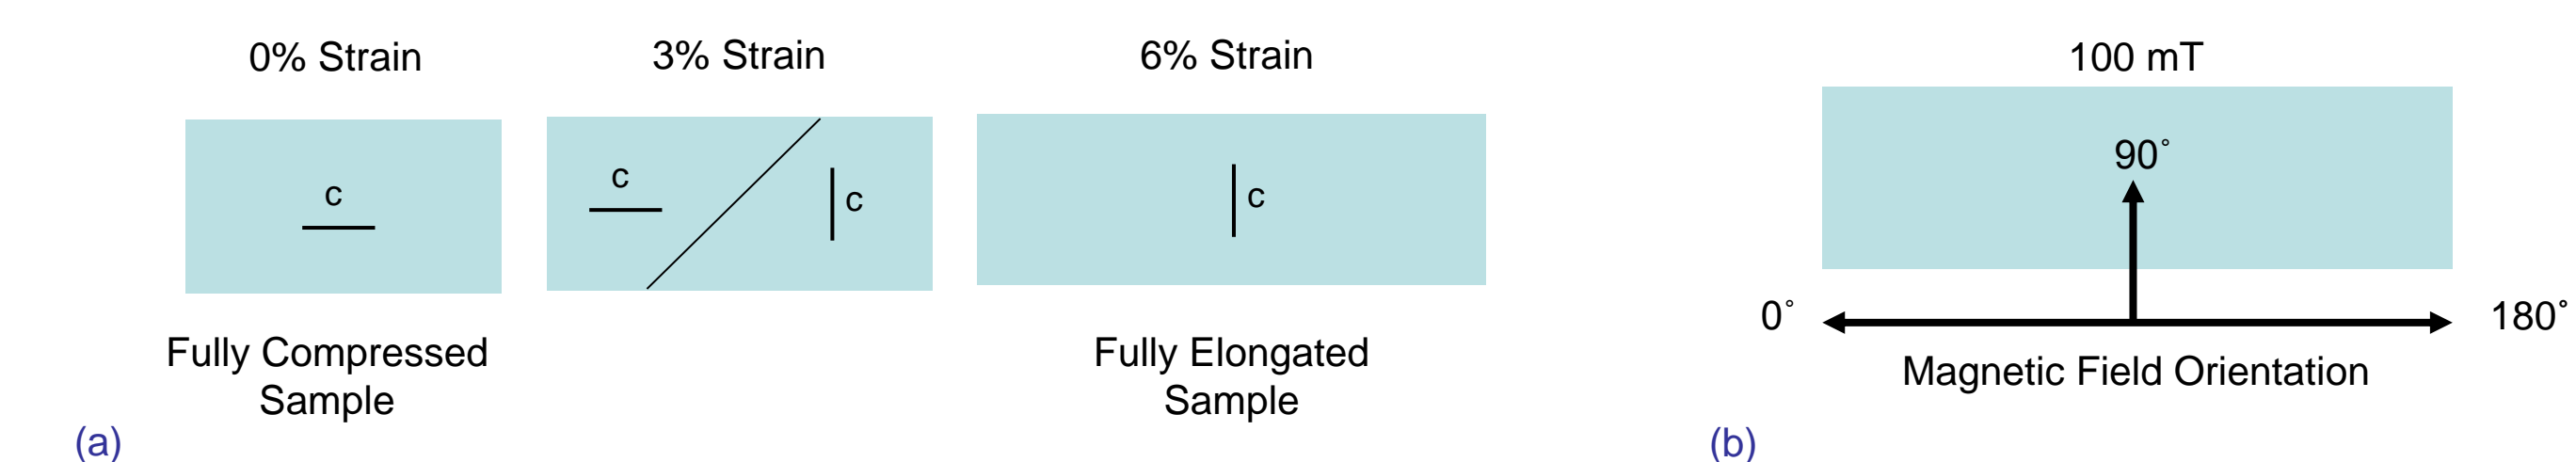 0% Strain
3% Strain
6% Strain
100 mT
c
c
c
c
90˚
0˚
180˚
Fully Compressed
Sample
Fully Elongated
Sample
Magnetic Field Orientation
(a)
(b)